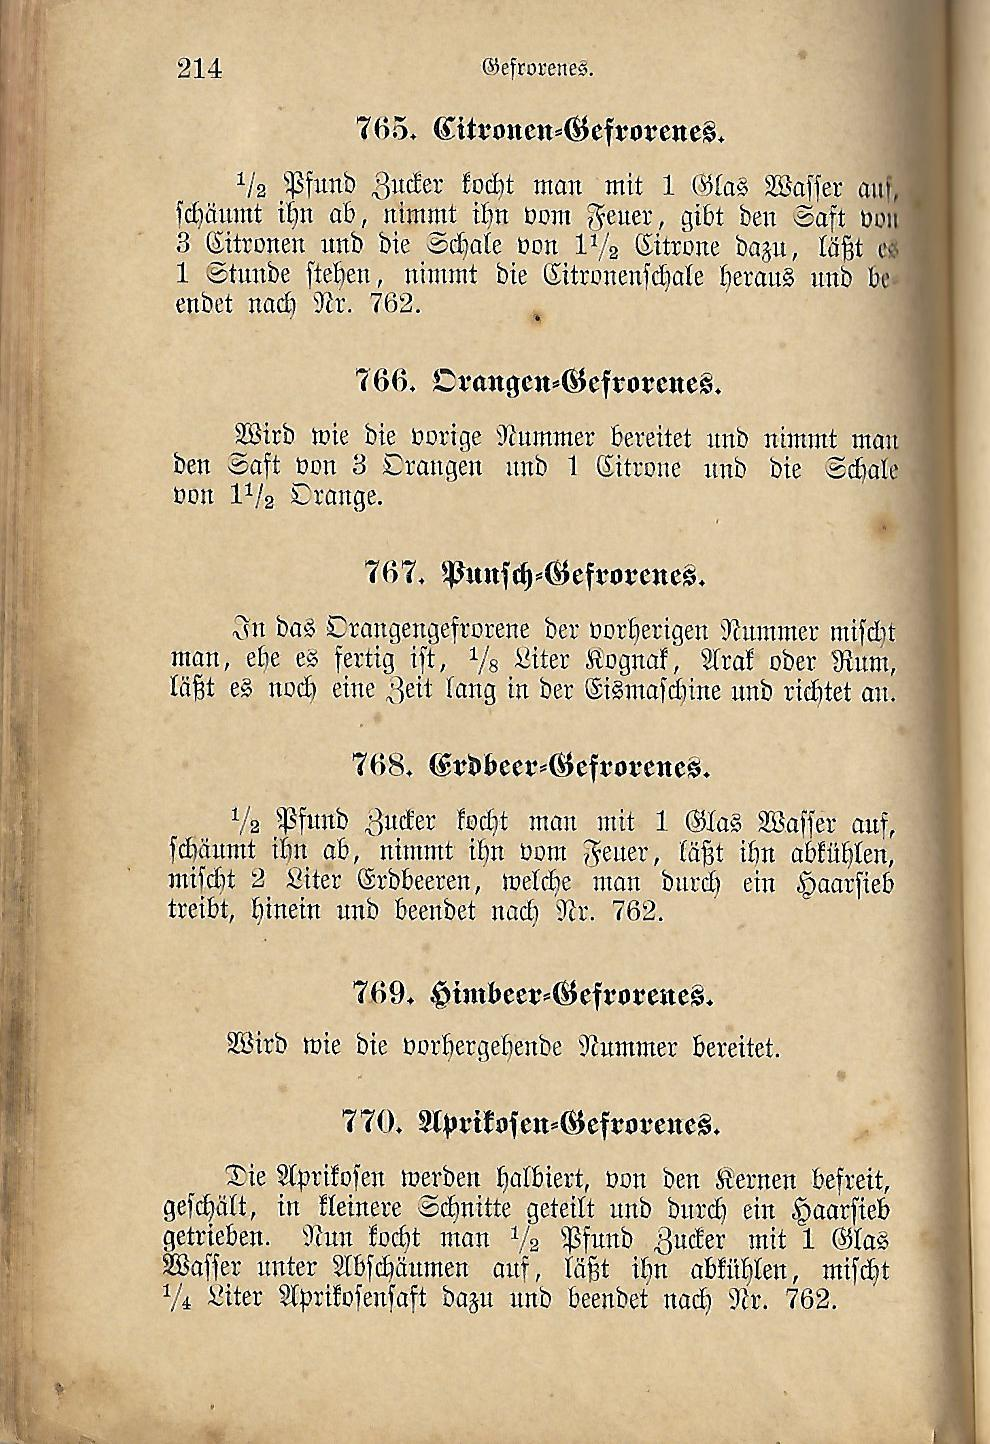 214 Gefrorenes.
765. Citronen-Gefrorenes.
1/2 Pfund Zucker kocht man mit 1 Glas Wasser auf,
schäumt ihn ab, nimmt ihn vom Feuer, gibt den Saft von
3 Citronen und die Schale von 1 1/2 Citrone dazu, läßt es
1 Stunde stehen, nimmt die Citronenschale heraus und be-
endet nach Nr. 762.
766. Orangen-Gefrorenes.
Wird wie die vorige Nummer bereitet und nimmt man
den Saft von 3 Orangen und 1 Citrone und die Schale
von 1 1/2 Orange.
767. Punsch-Gefrorenes.
In das Orangengefrorene der vorherigen Nummer mischt
man, ehe es fertig ist, 1/8 Liter Kognak, Arak oder Rum,
läßt es noch eine Zeit lang in der Eismaschine und richtet an.
768. Erdbeer-Gefrorenes.
1/2 Pfund Zucker kocht man mit 1 Glas Wasser auf,
schäumt ihn ab, nimmt ihn vom Feuer, läßt ihn abkühlen,
mischt 2 Liter Erdbeeren, welche man durch ein Haarsieb
treibt, hinein und beendet nach Nr. 762.
769. Himbeer-Gefrorenes.
Wird wie die vorhergehende Nummer bereitet.
770. Aprikosen-Gefrorenes.
Die Aprikosen werden halbiert, von den Kernen befreit,
geschält, in kleinere Schnitte geteilt und durch ein Haarsieb
getrieben. Nun kocht man 1/2 Pfund Zucker mit 1 Glas
Wasser unter Abschäumen auf, läßt ihn abkühlen, mischt
1/4 Liter Aprikosensaft dazu und beendet nach Nr. 762.